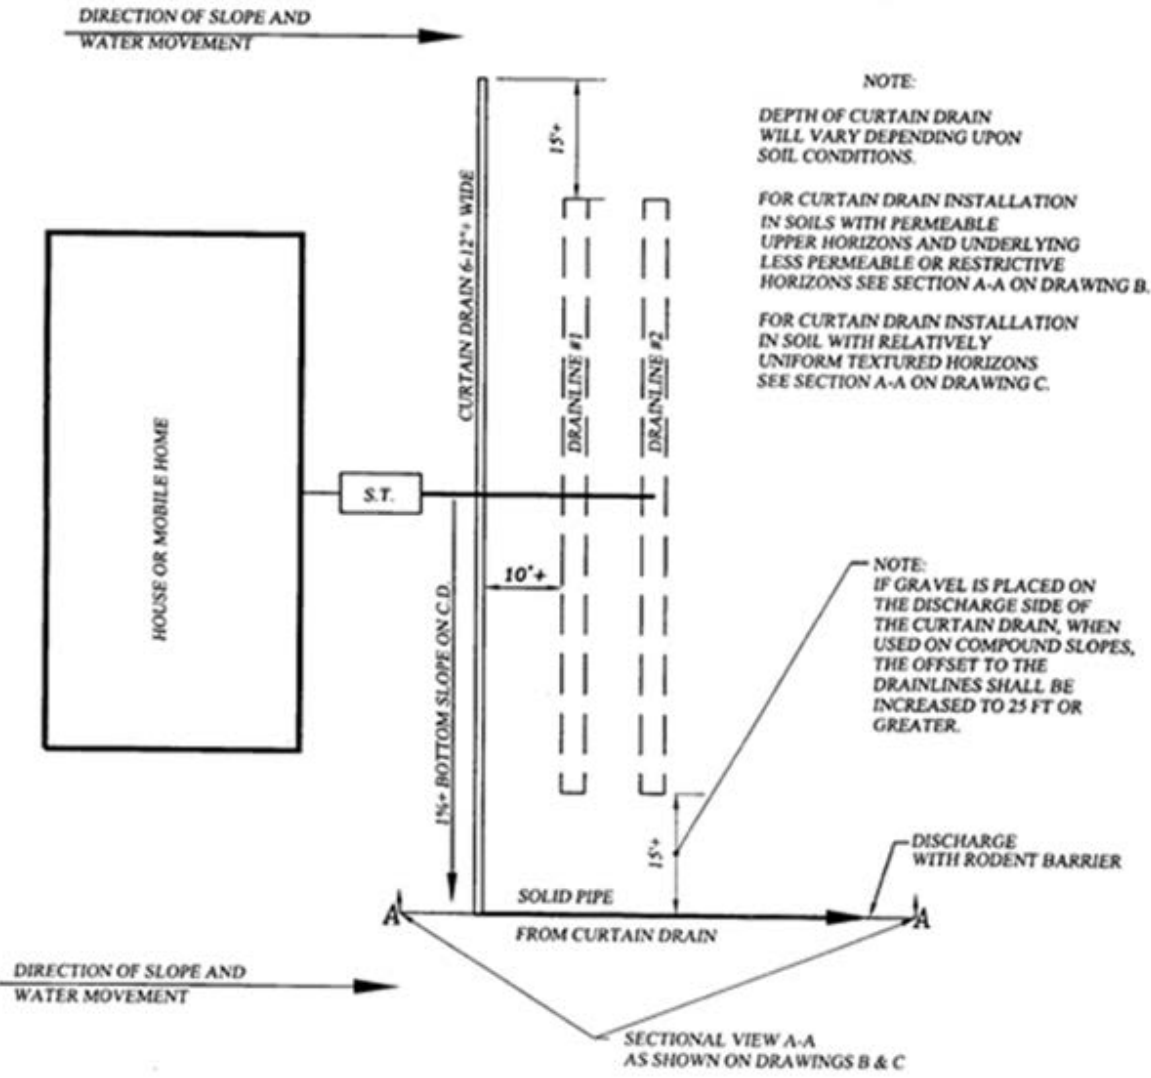 DIRECTION OF SLOPE AND
WATER MOVEMENT
NOTE:
DEPTH OF CURTAIN DRAIN
WILL VARY DEPENDING UPON
SOIL CONDITIONS.
FOR CURTAIN DRAIN INSTALLATION
IN SOILS WITH PERMEABLE
UPPER HORIZONS AND UNDERLYING
LESS PERMEABLE OR RESTRICTIVE
HORIZONS SEE SECTION A-A ON DRAWING B.
FOR CURTAIN DRAIN INSTALLATION
IN SOIL WITH RELATIVELY
UNIFORM TEXTURED HORIZONS
SEE SECTION A-A ON DRAWING C.
15'+
CURTAIN DRAIN 6-12"+ WIDE
DRAINLINE #1
DRAINLINE #2
HOUSE OR MOBILE HOME
S.T.
10'+
1%+ BOTTOM SLOPE ON C.D.
NOTE:
IF GRAVEL IS PLACED ON
THE DISCHARGE SIDE OF
THE CURTAIN DRAIN, WHEN
USED ON COMPOUND SLOPES,
THE OFFSET TO THE
DRAINLINES SHALL BE
INCREASED TO 25 FT OR
GREATER.
15'+
DISCHARGE
WITH RODENT BARRIER
SOLID PIPE
A
A
FROM CURTAIN DRAIN
DIRECTION OF SLOPE AND
WATER MOVEMENT
SECTIONAL VIEW A-A
AS SHOWN ON DRAWINGS B & C